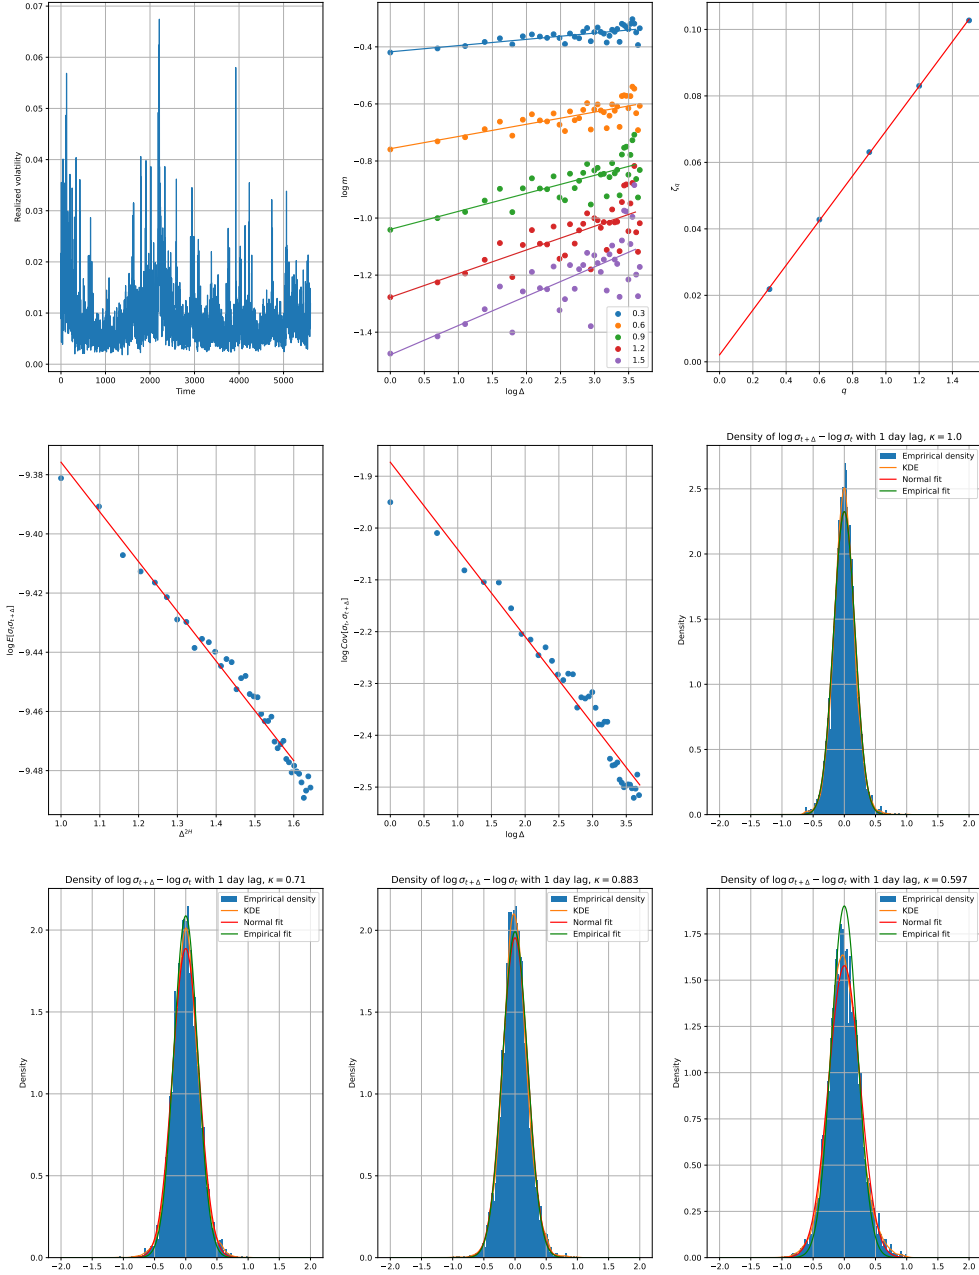 0.07
0.06
0.05
0.04
0.03
0.02
0.01
0.00
Realized volatility
0 1000 2000 3000 4000 5000
Time
−0.4
−0.6
−0.8
−1.0
−1.2
−1.4
log m
0.3
0.6
0.9
1.2
1.5
0.0 0.5 1.0 1.5 2.0 2.5 3.0 3.5
log Δ
0.10
0.08
0.06
0.04
0.02
0.00
ζq
0.0 0.2 0.4 0.6 0.8 1.0 1.2 1.4
q
−9.38
−9.40
−9.42
−9.44
−9.46
−9.48
log E[σtσt+Δ]
1.0 1.1 1.2 1.3 1.4 1.5 1.6
Δ2H
−1.9
−2.0
−2.1
−2.2
−2.3
−2.4
−2.5
log Cov[σt, σt+Δ]
0.0 0.5 1.0 1.5 2.0 2.5 3.0 3.5
log Δ
Density of log σt+Δ − log σt with 1 day lag, κ = 1.0
Empirical density
KDE
Normal fit
Empirical fit
2.5
2.0
1.5
1.0
0.5
0.0
Density
−2.0 −1.5 −1.0 −0.5 0.0 0.5 1.0 1.5 2.0
Density of log σt+Δ − log σt with 1 day lag, κ = 0.71
Emprirical density
KDE
Normal fit
Empirical fit
2.0
1.5
1.0
0.5
0.0
Density
−2.0 −1.5 −1.0 −0.5 0.0 0.5 1.0 1.5 2.0
Density of log σt+Δ − log σt with 1 day lag, κ = 0.883
Emprirical density
KDE
Normal fit
Empirical fit
2.0
1.5
1.0
0.5
0.0
Density
−2.0 −1.5 −1.0 −0.5 0.0 0.5 1.0 1.5 2.0
Density of log σt+Δ − log σt with 1 day lag, κ = 0.597
Emprirical density
KDE
Normal fit
Empirical fit
1.75
1.50
1.25
1.00
0.75
0.50
0.25
0.00
Density
−2.0 −1.5 −1.0 −0.5 0.0 0.5 1.0 1.5 2.0